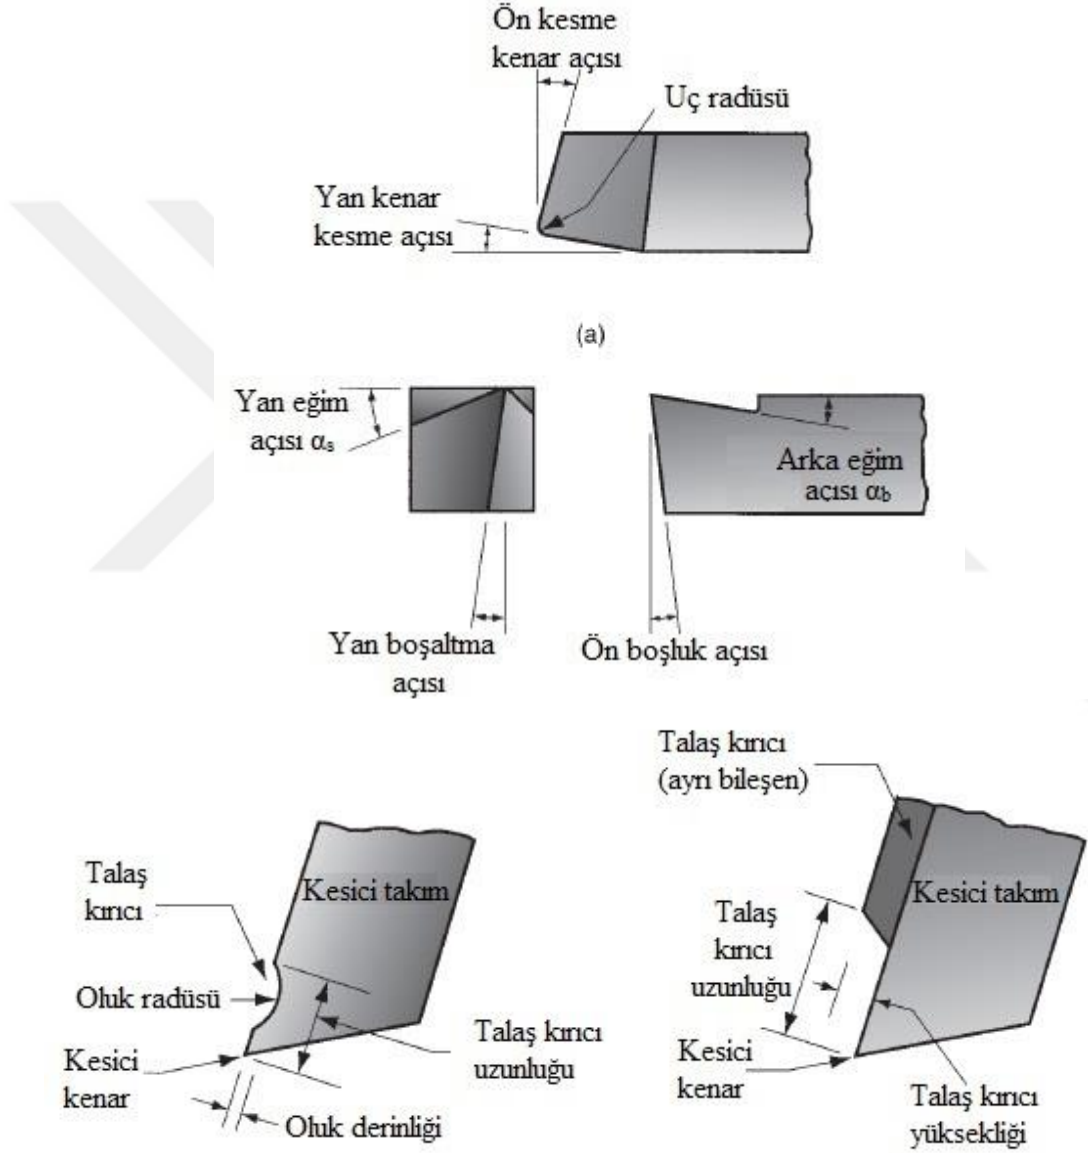 Ön kesme
kenar açısı
Uç radüsü
Yan kenar
kesme açısı
(a)
Yan eğim
açısı αs
Arka eğim
açısı αb
Yan boşaltma
açısı
Ön boşluk açısı
Talaş kırıcı
(ayrı bileşen)
Talaş
kırıcı
Kesici takım
Oluk radüsü
Talaş kırıcı
uzunluğu
Kesici
kenar
Oluk derinliği
Kesici takım
Talaş
kırıcı
uzunluğu
Kesici
kenar
Talaş kırıcı
yüksekliği